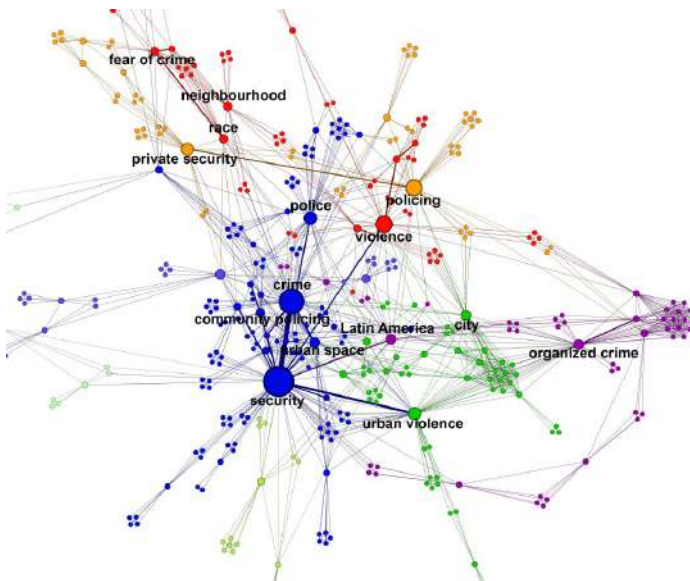 fear of crime
neighbourhood
race
private security
policing
police
violence
crime
community policing
Latin America
city
urban space
organized crime
security
urban violence